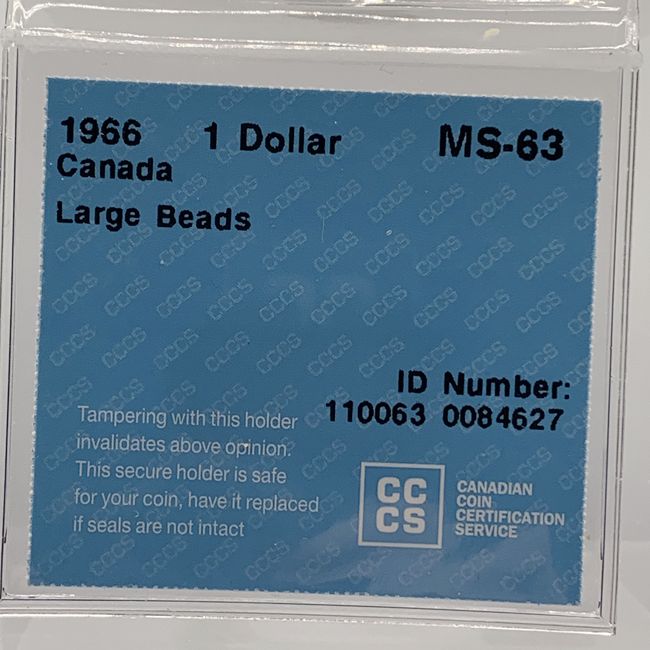 1966 1 Dollar MS-63
Canada
Large Beads
ID Number:
110063 0084627
Tampering with this holder
invalidates above opinion.
This secure holder is safe
for your coin, have it replaced
if seals are not intact
CC
CS
CANADIAN
COIN
CERTIFICATION
SERVICE